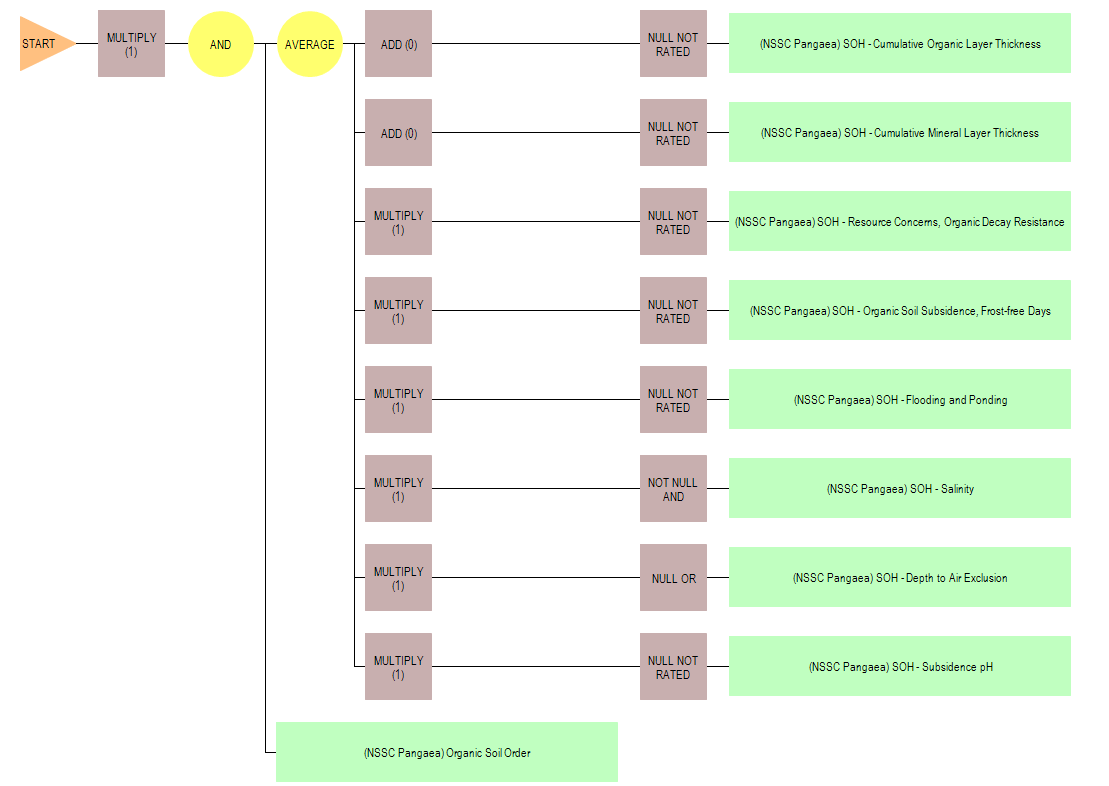 START
MULTIPLY
(1)
AND
AVERAGE
ADD (0)
NULL NOT
RATED
(NSSC Pangaea) SOH - Cumulative Organic Layer Thickness
ADD (0)
NULL NOT
RATED
(NSSC Pangaea) SOH - Cumulative Mineral Layer Thickness
MULTIPLY
(1)
NULL NOT
RATED
(NSSC Pangaea) SOH - Resource Concerns, Organic Decay Resistance
MULTIPLY
(1)
NULL NOT
RATED
(NSSC Pangaea) SOH - Organic Soil Subsidence, Frost-free Days
MULTIPLY
(1)
NULL NOT
RATED
(NSSC Pangaea) SOH - Flooding and Ponding
MULTIPLY
(1)
NOT NULL
AND
(NSSC Pangaea) SOH - Salinity
MULTIPLY
(1)
NULL OR
(NSSC Pangaea) SOH - Depth to Air Exclusion
MULTIPLY
(1)
NULL NOT
RATED
(NSSC Pangaea) SOH - Subsidence pH
(NSSC Pangaea) Organic Soil Order